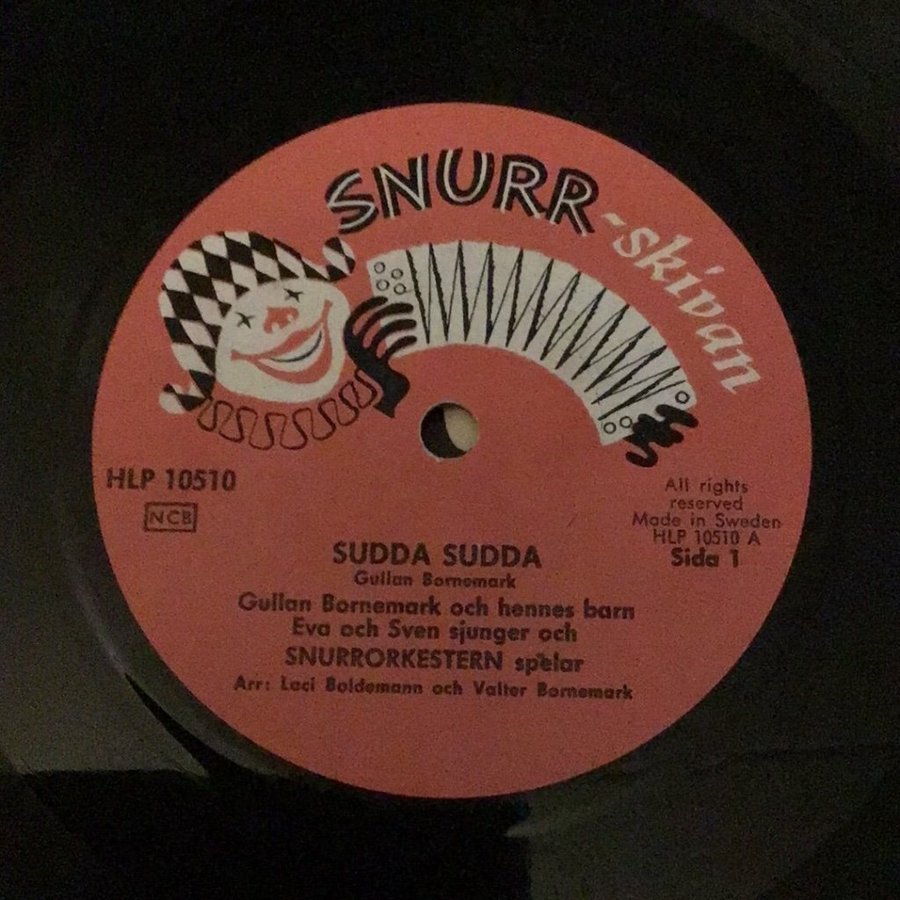 SNURR-skivan
HLP 10510
NCB
All rights
reserved
Made in Sweden
HLP 10510 A
Sida 1
SUDDA SUDDA
Gullan Bornemark
Gullan Bornemark och hennes barn
Eva och Sven sjunger och
SNURRORKESTERN spelar
Arr: Laci Boldemann och Valter Bornemark